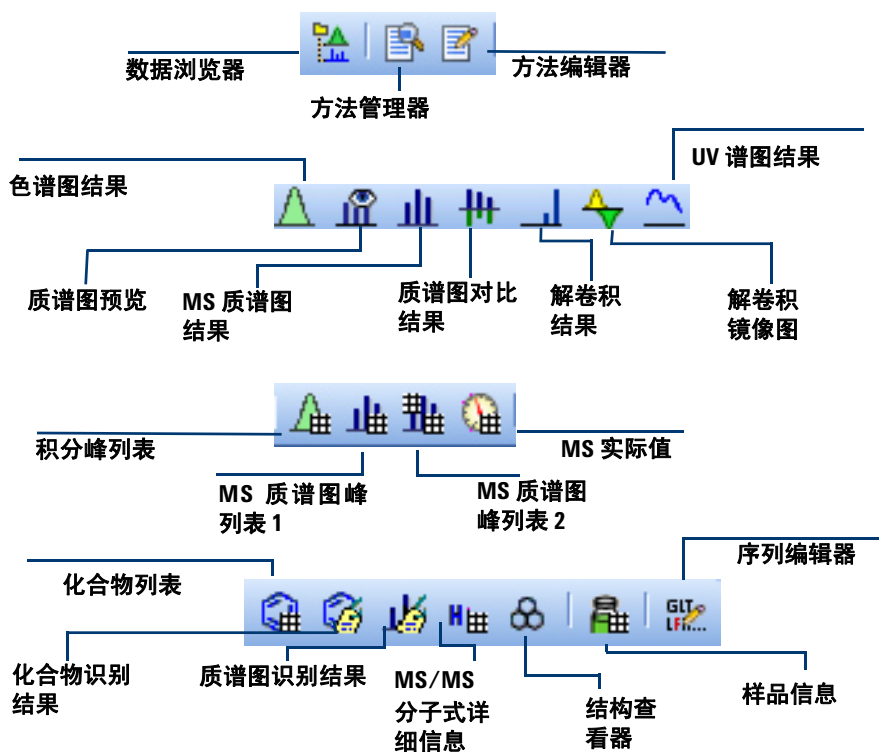 数据浏览器
方法编辑器
方法管理器
UV 谱图结果
色谱图结果
质谱图预览
MS 质谱图
结果
质谱图对比
结果
解卷积
结果
解卷积
镜像图
积分峰列表
MS 实际值
MS 质谱图峰
列表 1
MS 质谱图
峰列表 2
序列编辑器
化合物列表
H
GLT
LFI...
化合物识别
结果
质谱图识别结果
MS/MS
分子式详
细信息
结构查
看器
样品信息